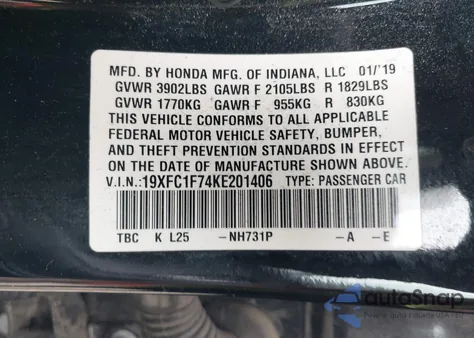 MFD. BY HONDA MFG. OF INDIANA, LLC 01/'19
GVWR 3902LBS GAWR F 2105LBS R 1829LBS
GVWR 1770KG GAWR F 955KG R 830KG
THIS VEHICLE CONFORMS TO ALL APPLICABLE
FEDERAL MOTOR VEHICLE SAFETY, BUMPER,
AND THEFT PREVENTION STANDARDS IN EFFECT
ON THE DATE OF MANUFACTURE SHOWN ABOVE.
V.I.N.:19XFC1F74KE201406 TYPE: PASSENGER CAR
TBC K L25 -NH731P -A -E
autoSnap